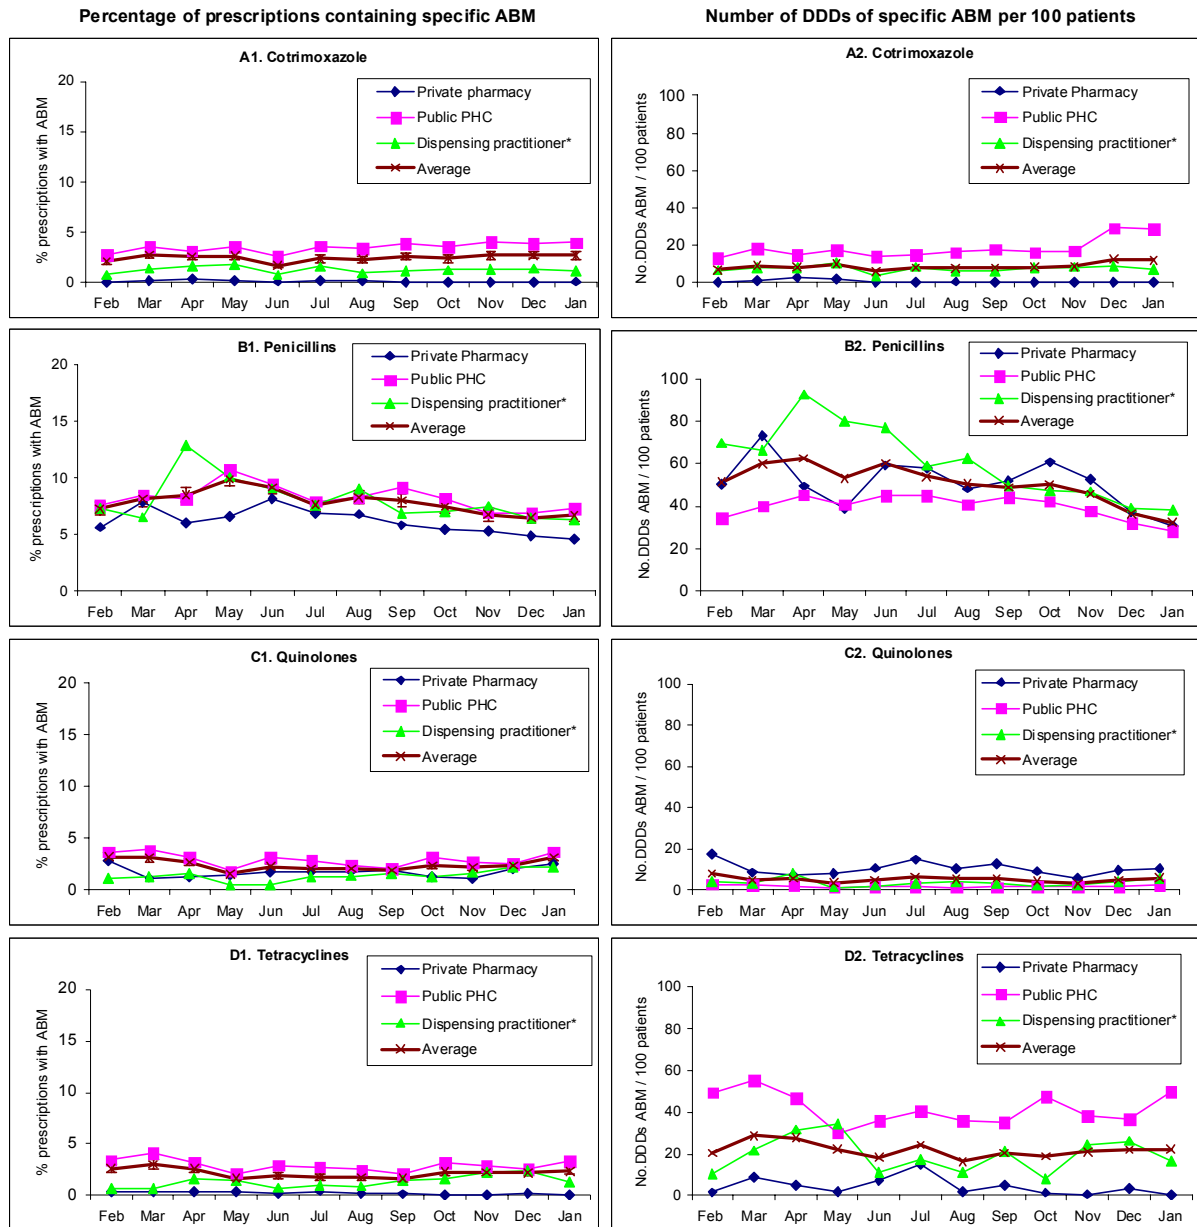 Percentage of prescriptions containing specific ABM
Number of DDDs of specific ABM per 100 patients
A1. Cotrimoxazole
% prescriptions with ABM
20
15
10
5
0
Private pharmacy
Public PHC
Dispensing practitioner*
Average
Feb Mar Apr May Jun Jul Aug Sep Oct Nov Dec Jan
A2. Cotrimoxazole
No.DDDs ABM / 100 patients
100
80
60
40
20
0
Private pharmacy
Public PHC
Dispensing practitioner*
Average
Feb Mar Apr May Jun Jul Aug Sep Oct Nov Dec Jan
B1. Penicillins
% prescriptions with ABM
20
15
10
5
0
Private Pharmacy
Public PHC
Dispensing practitioner*
Average
Feb Mar Apr May Jun Jul Aug Sep Oct Nov Dec Jan
B2. Penicillins
No.DDDs ABM / 100 patients
100
80
60
40
20
0
Private Pharmacy
Public PHC
Dispensing practitioner*
Average
Feb Mar Apr May Jun Jul Aug Sep Oct Nov Dec Jan
C1. Quinolones
% prescriptions with ABM
20
15
10
5
0
Private Pharmacy
Public PHC
Dispensing practitioner*
Average
Feb Mar Apr May Jun Jul Aug Sep Oct Nov Dec Jan
C2. Quinolones
No.DDDs ABM / 100 patients
100
80
60
40
20
0
Private Pharmacy
Public PHC
Dispensing practitioner*
Average
Feb Mar Apr May Jun Jul Aug Sep Oct Nov Dec Jan
D1. Tetracyclines
% prescriptions with ABM
20
15
10
5
0
Private Pharmacy
Public PHC
Dispensing practitioner*
Average
Feb Mar Apr May Jun Jul Aug Sep Oct Nov Dec Jan
D2. Tetracyclines
No.DDDs ABM / 100 patients
100
80
60
40
20
0
Private Pharmacy
Public PHC
Dispensing practitioner*
Average
Feb Mar Apr May Jun Jul Aug Sep Oct Nov Dec Jan